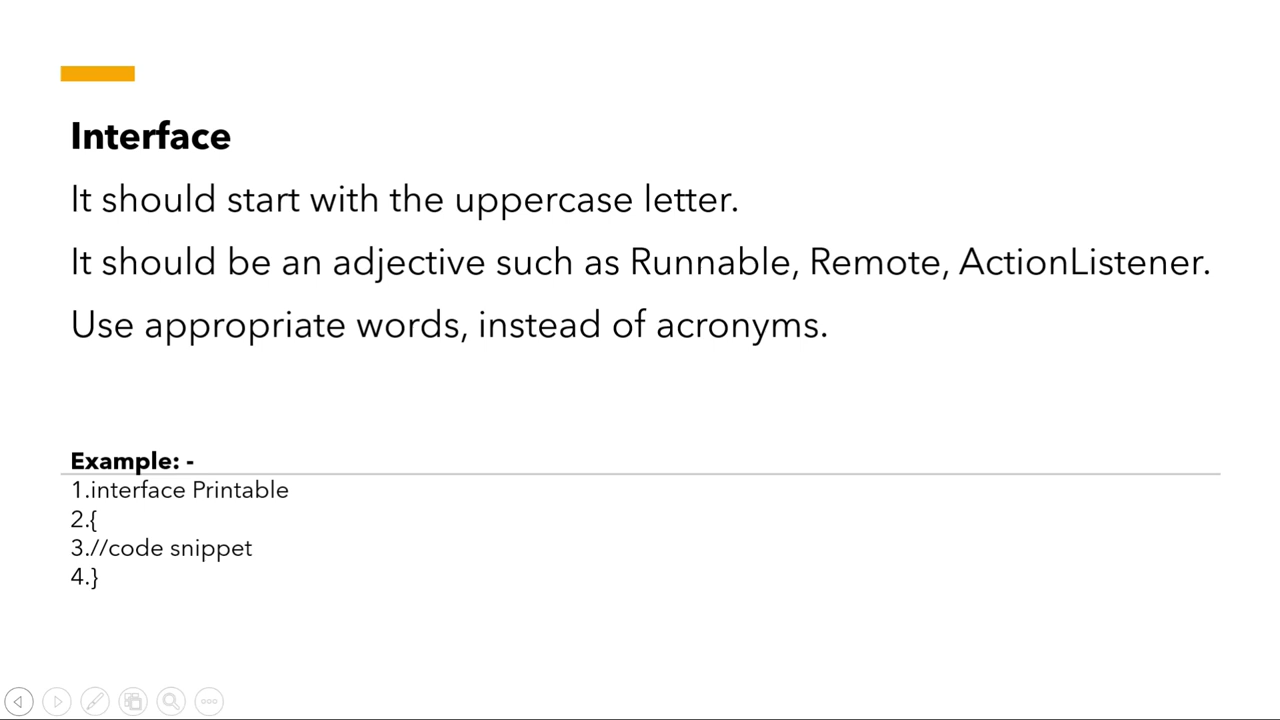 Interface
It should start with the uppercase letter.
It should be an adjective such as Runnable, Remote, ActionListener.
Use appropriate words, instead of acronyms.
Example: -
1.interface Printable
2.{
3.//code snippet
4.}